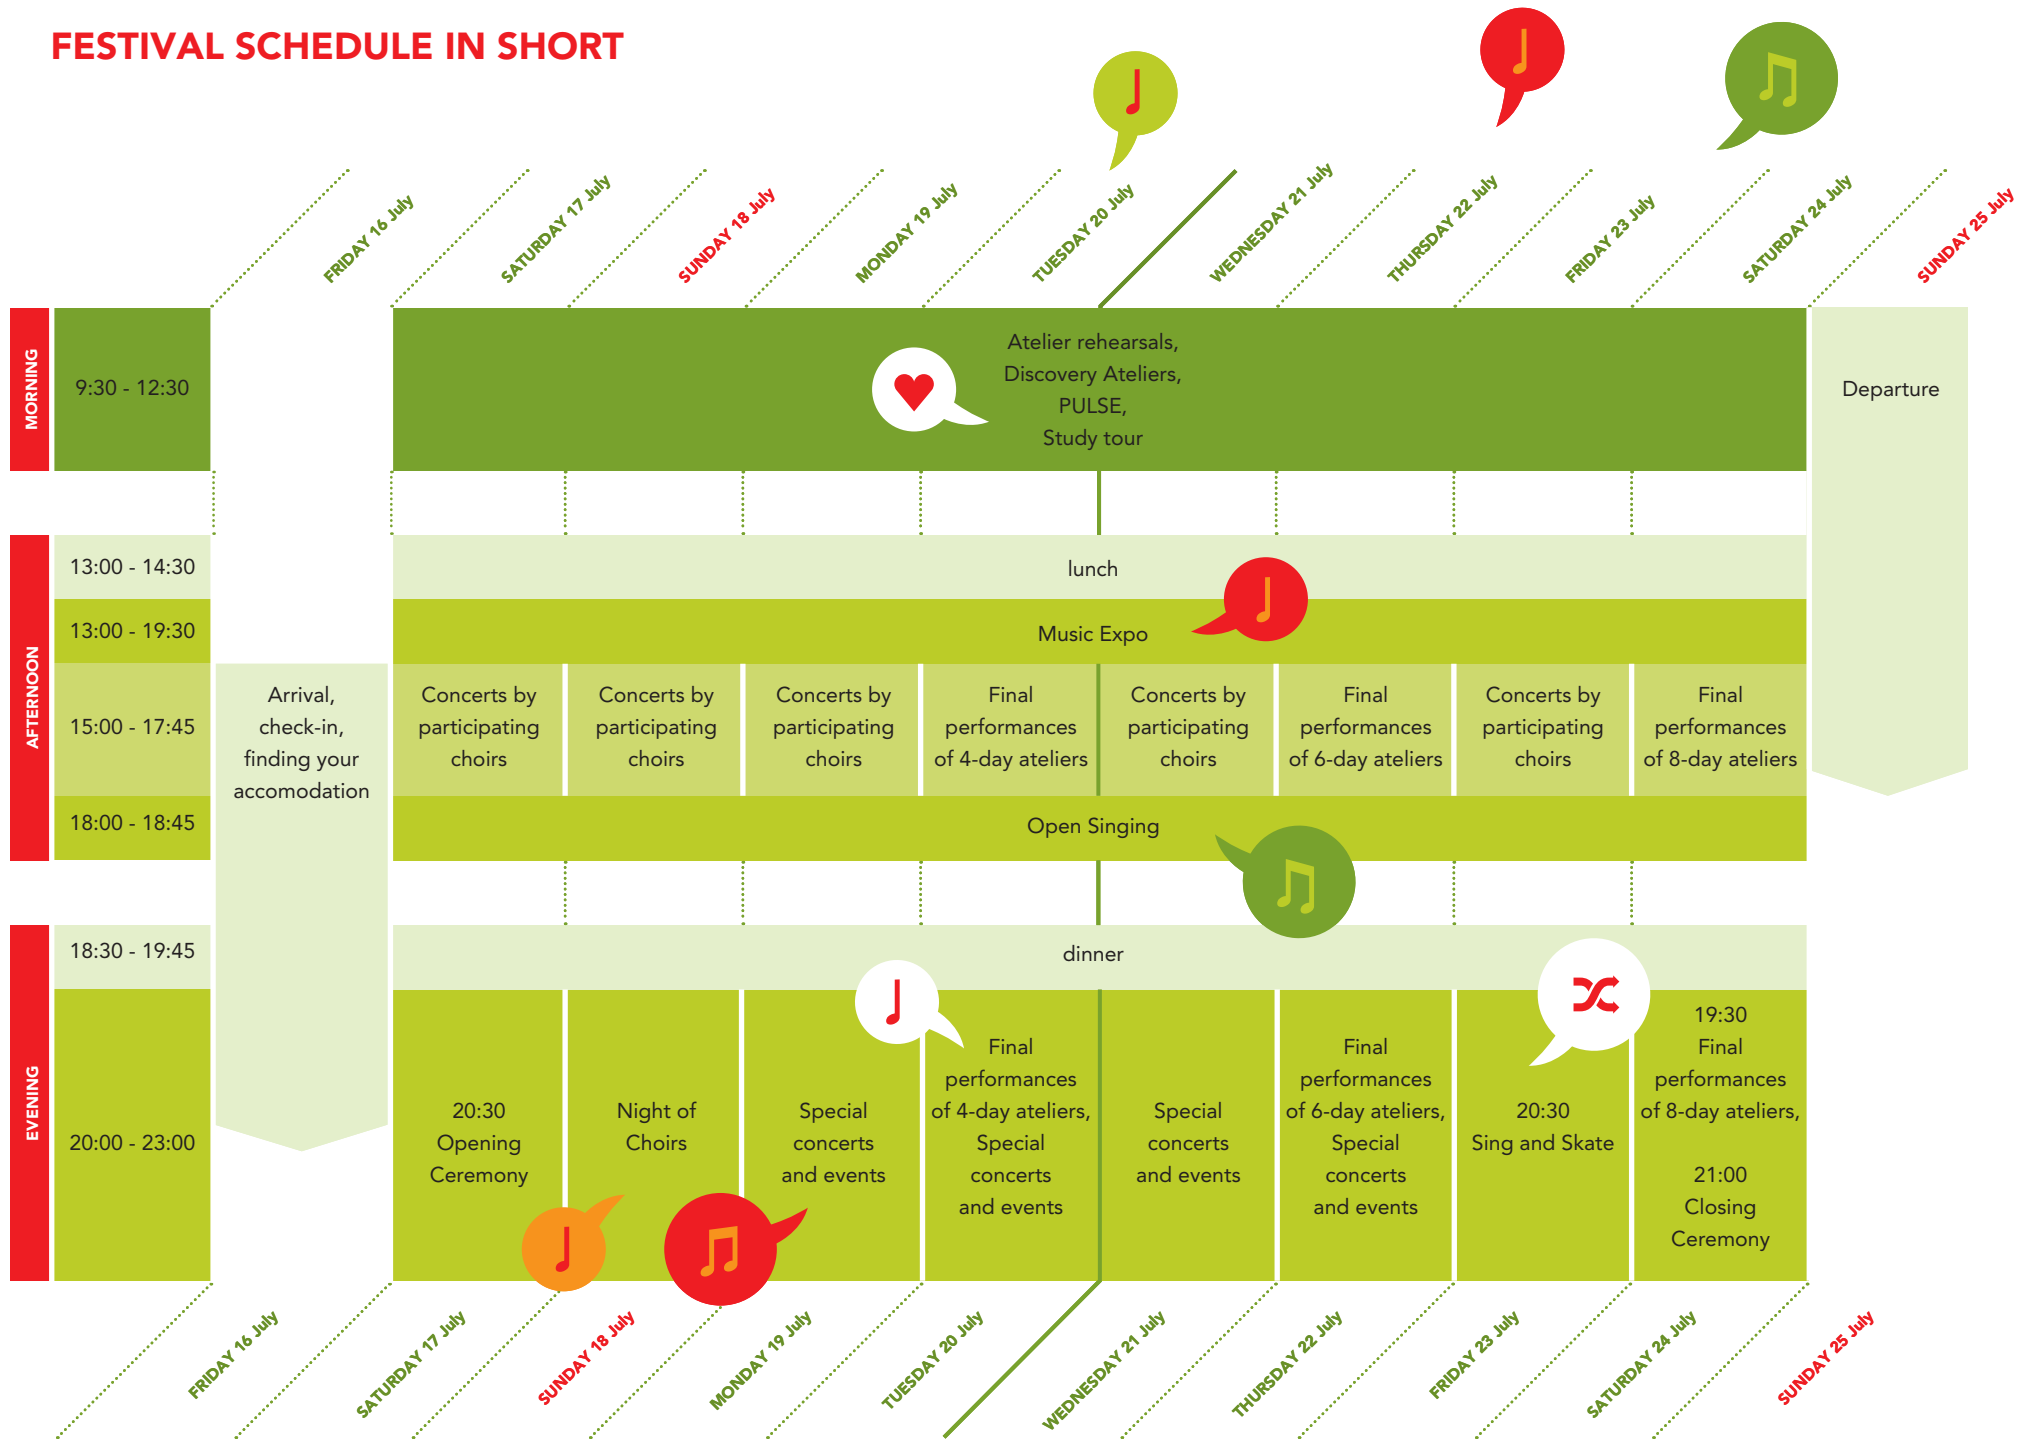 FESTIVAL SCHEDULE IN SHORT
FRIDAY 16 July
SATURDAY 17 July
SUNDAY 18 July
MONDAY 19 July
TUESDAY 20 July
WEDNESDAY 21 July
THURSDAY 22 July
FRIDAY 23 July
SATURDAY 24 July
SUNDAY 25 July
MORNING
9:30 - 12:30
Atelier rehearsals,
Discovery Ateliers,
PULSE,
Study tour
Departure
AFTERNOON
13:00 - 14:30
lunch
13:00 - 19:30
Music Expo
15:00 - 17:45
Arrival,
check-in,
finding your
accomodation
Concerts by
participating
choirs
Concerts by
participating
choirs
Concerts by
participating
choirs
Final
performances
of 4-day ateliers
Concerts by
participating
choirs
Final
performances
of 6-day ateliers
Concerts by
participating
choirs
Final
performances
of 8-day ateliers
18:00 - 18:45
Open Singing
EVENING
18:30 - 19:45
dinner
20:00 - 23:00
20:30
Opening
Ceremony
Night of
Choirs
Special
concerts
and events
Final
performances
of 4-day ateliers,
Special
concerts
and events
Special
concerts
and events
Final
performances
of 6-day ateliers,
Special
concerts
and events
20:30
Sing and Skate
19:30
Final
performances
of 8-day ateliers,
21:00
Closing
Ceremony
FRIDAY 16 July
SATURDAY 17 July
SUNDAY 18 July
MONDAY 19 July
TUESDAY 20 July
WEDNESDAY 21 July
THURSDAY 22 July
FRIDAY 23 July
SATURDAY 24 July
SUNDAY 25 July